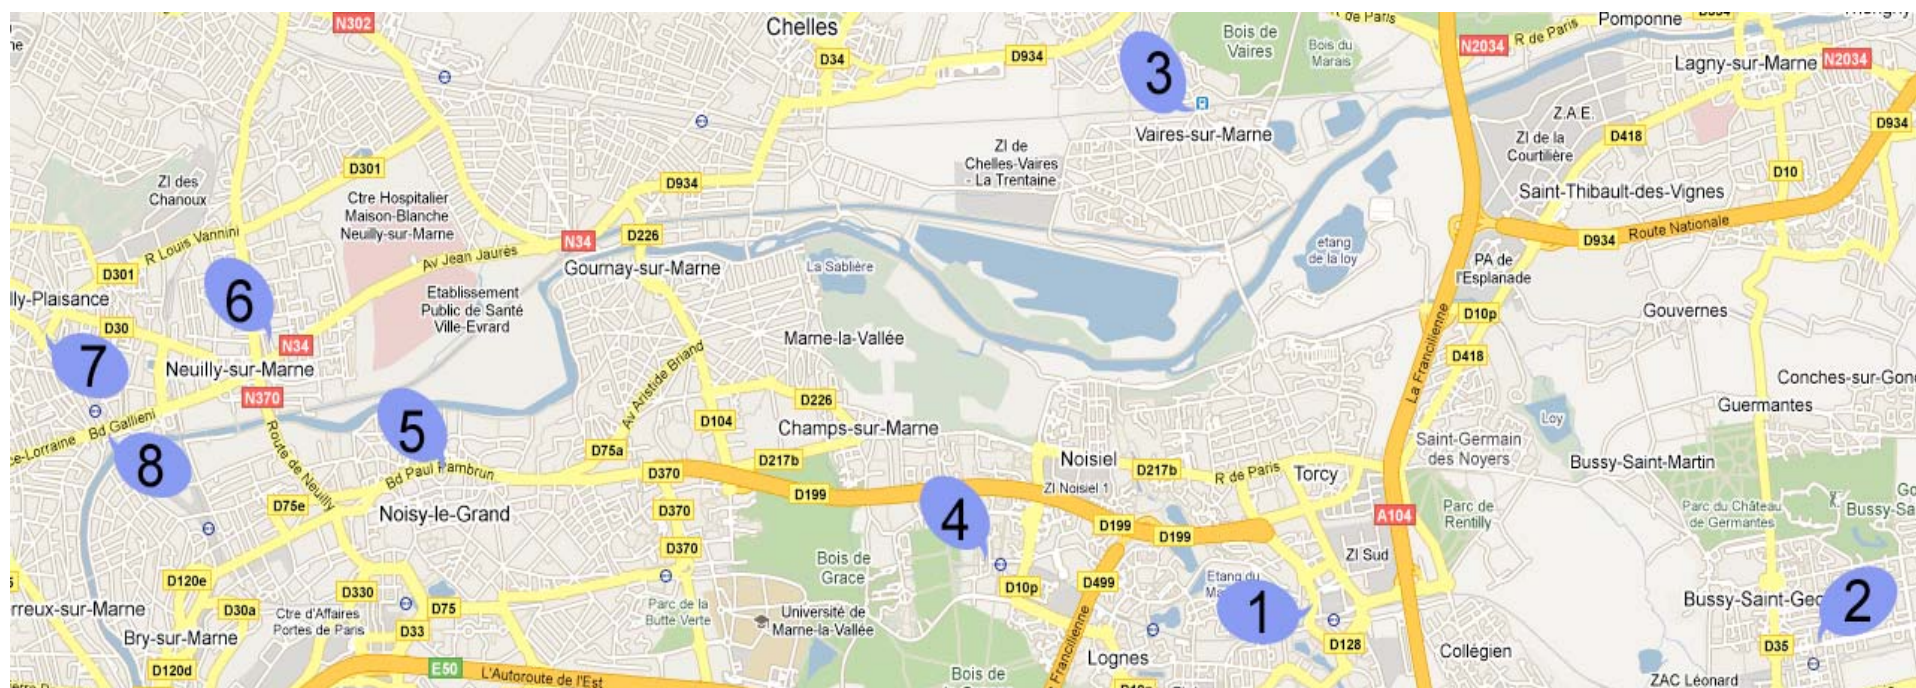 N302
Chelles
D34
D934
Bois de
Vaires
Bois du
Marais
R de Paris
N2034
R de Paris
Pomponne
Lagny-sur-Marne
N2034
3
Vaires-sur-Marne
Z.A.E.
ZI de la
Courtilière
D418
D934
D10
ZI de
Chelles-Vaires
- La Trentaine
D301
D934
ZI des
Chanoux
Ctre Hospitalier
Maison-Blanche
Neuilly-sur-Marne
Saint-Thibault-des-Vignes
Route Nationale
D934
R Louis Vannini
D301
Av Jean Jaurès
N34
D226
Gournay-sur-Marne
La Sablière
etang
de la loy
PA de
l'Esplanade
Etablissement
Public de Santé
Ville-Evrard
6
lly-Plaisance
D30
N34
7
Neuilly-sur-Marne
N370
Marne-la-Vallée
La Francilienne
D10p
D418
Gouvernes
Conches-sur-Gon
Guermantes
Loy
Av Aristide Briand
D226
D104
Champs-sur-Marne
5
Bd Gallieni
ce-Lorraine
8
Route de Neuilly
Bd Paul Pambrun
D75a
D370
D217b
D199
Noisiel
ZI Noisiel 1
D217b
R de Paris
Torcy
Saint-Germain
des Noyers
Bussy-Saint-Martin
Parc du Château
de Germantes
Go
Bussy-Sa
D75e
Noisy-le-Grand
D370
D370
4
D199
D199
A104
Parc de
Rentilly
ZI Sud
Bois de
Grace
D10p
D499
Etang du
Ma
1
D128
2
Bussy-Saint-Geo
D35
D120e
D30a
D330
D75
Ctre d'Affaires
Portes de Paris
D33
rreux-sur-Marne
Bry-sur-Marne
D120d
E50
L'Autoroute de l'Est
Parc de la
Butte Verte
Université de
Marne-la-Vallée
Bois de
Francilienne
Lognes
Collégien
ZAC Léonard